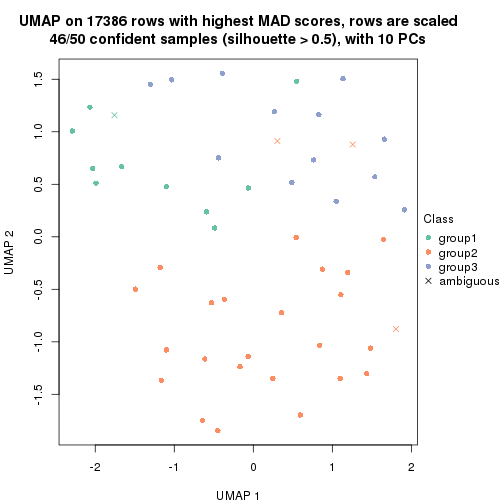 UMAP on 17386 rows with highest MAD scores, rows are scaled
46/50 confident samples (silhouette > 0.5), with 10 PCs
1.5
1.0
0.5
0.0
-0.5
-1.0
-1.5
UMAP 2
-2
-1
0
1
2
UMAP 1
Class
group1
group2
group3
ambiguous